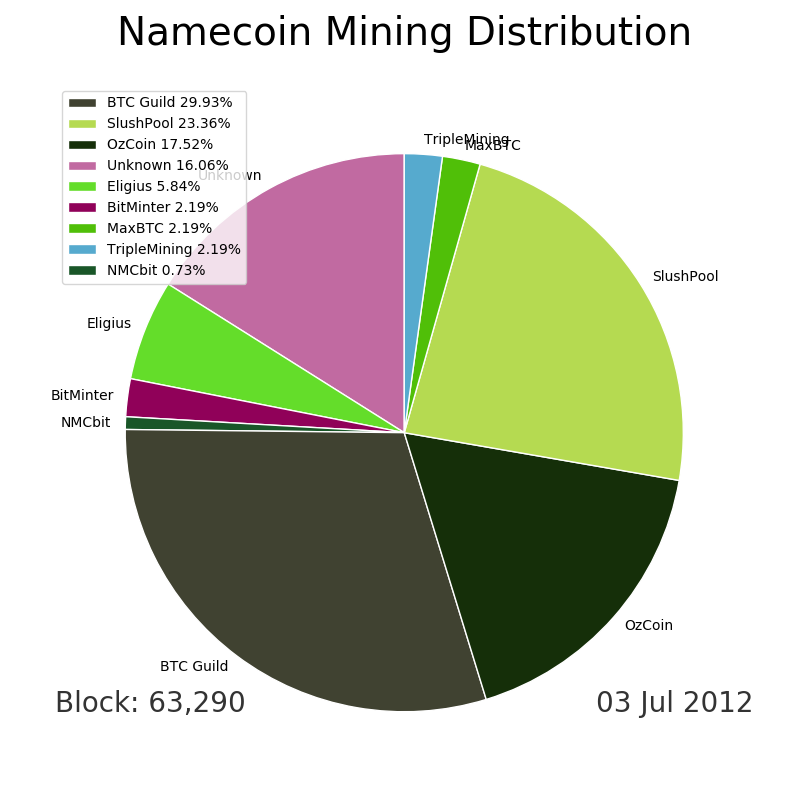 Namecoin Mining Distribution
BTC Guild 29.93%
SlushPool 23.36%
OzCoin 17.52%
Unknown 16.06%
Eligius 5.84%
BitMinter 2.19%
MaxBTC 2.19%
TripleMining 2.19%
NMCbit 0.73%
TripleMining
MaxBTC
Unknown
SlushPool
Eligius
BitMinter
NMCbit
OzCoin
BTC Guild
Block: 63,290
03 Jul 2012